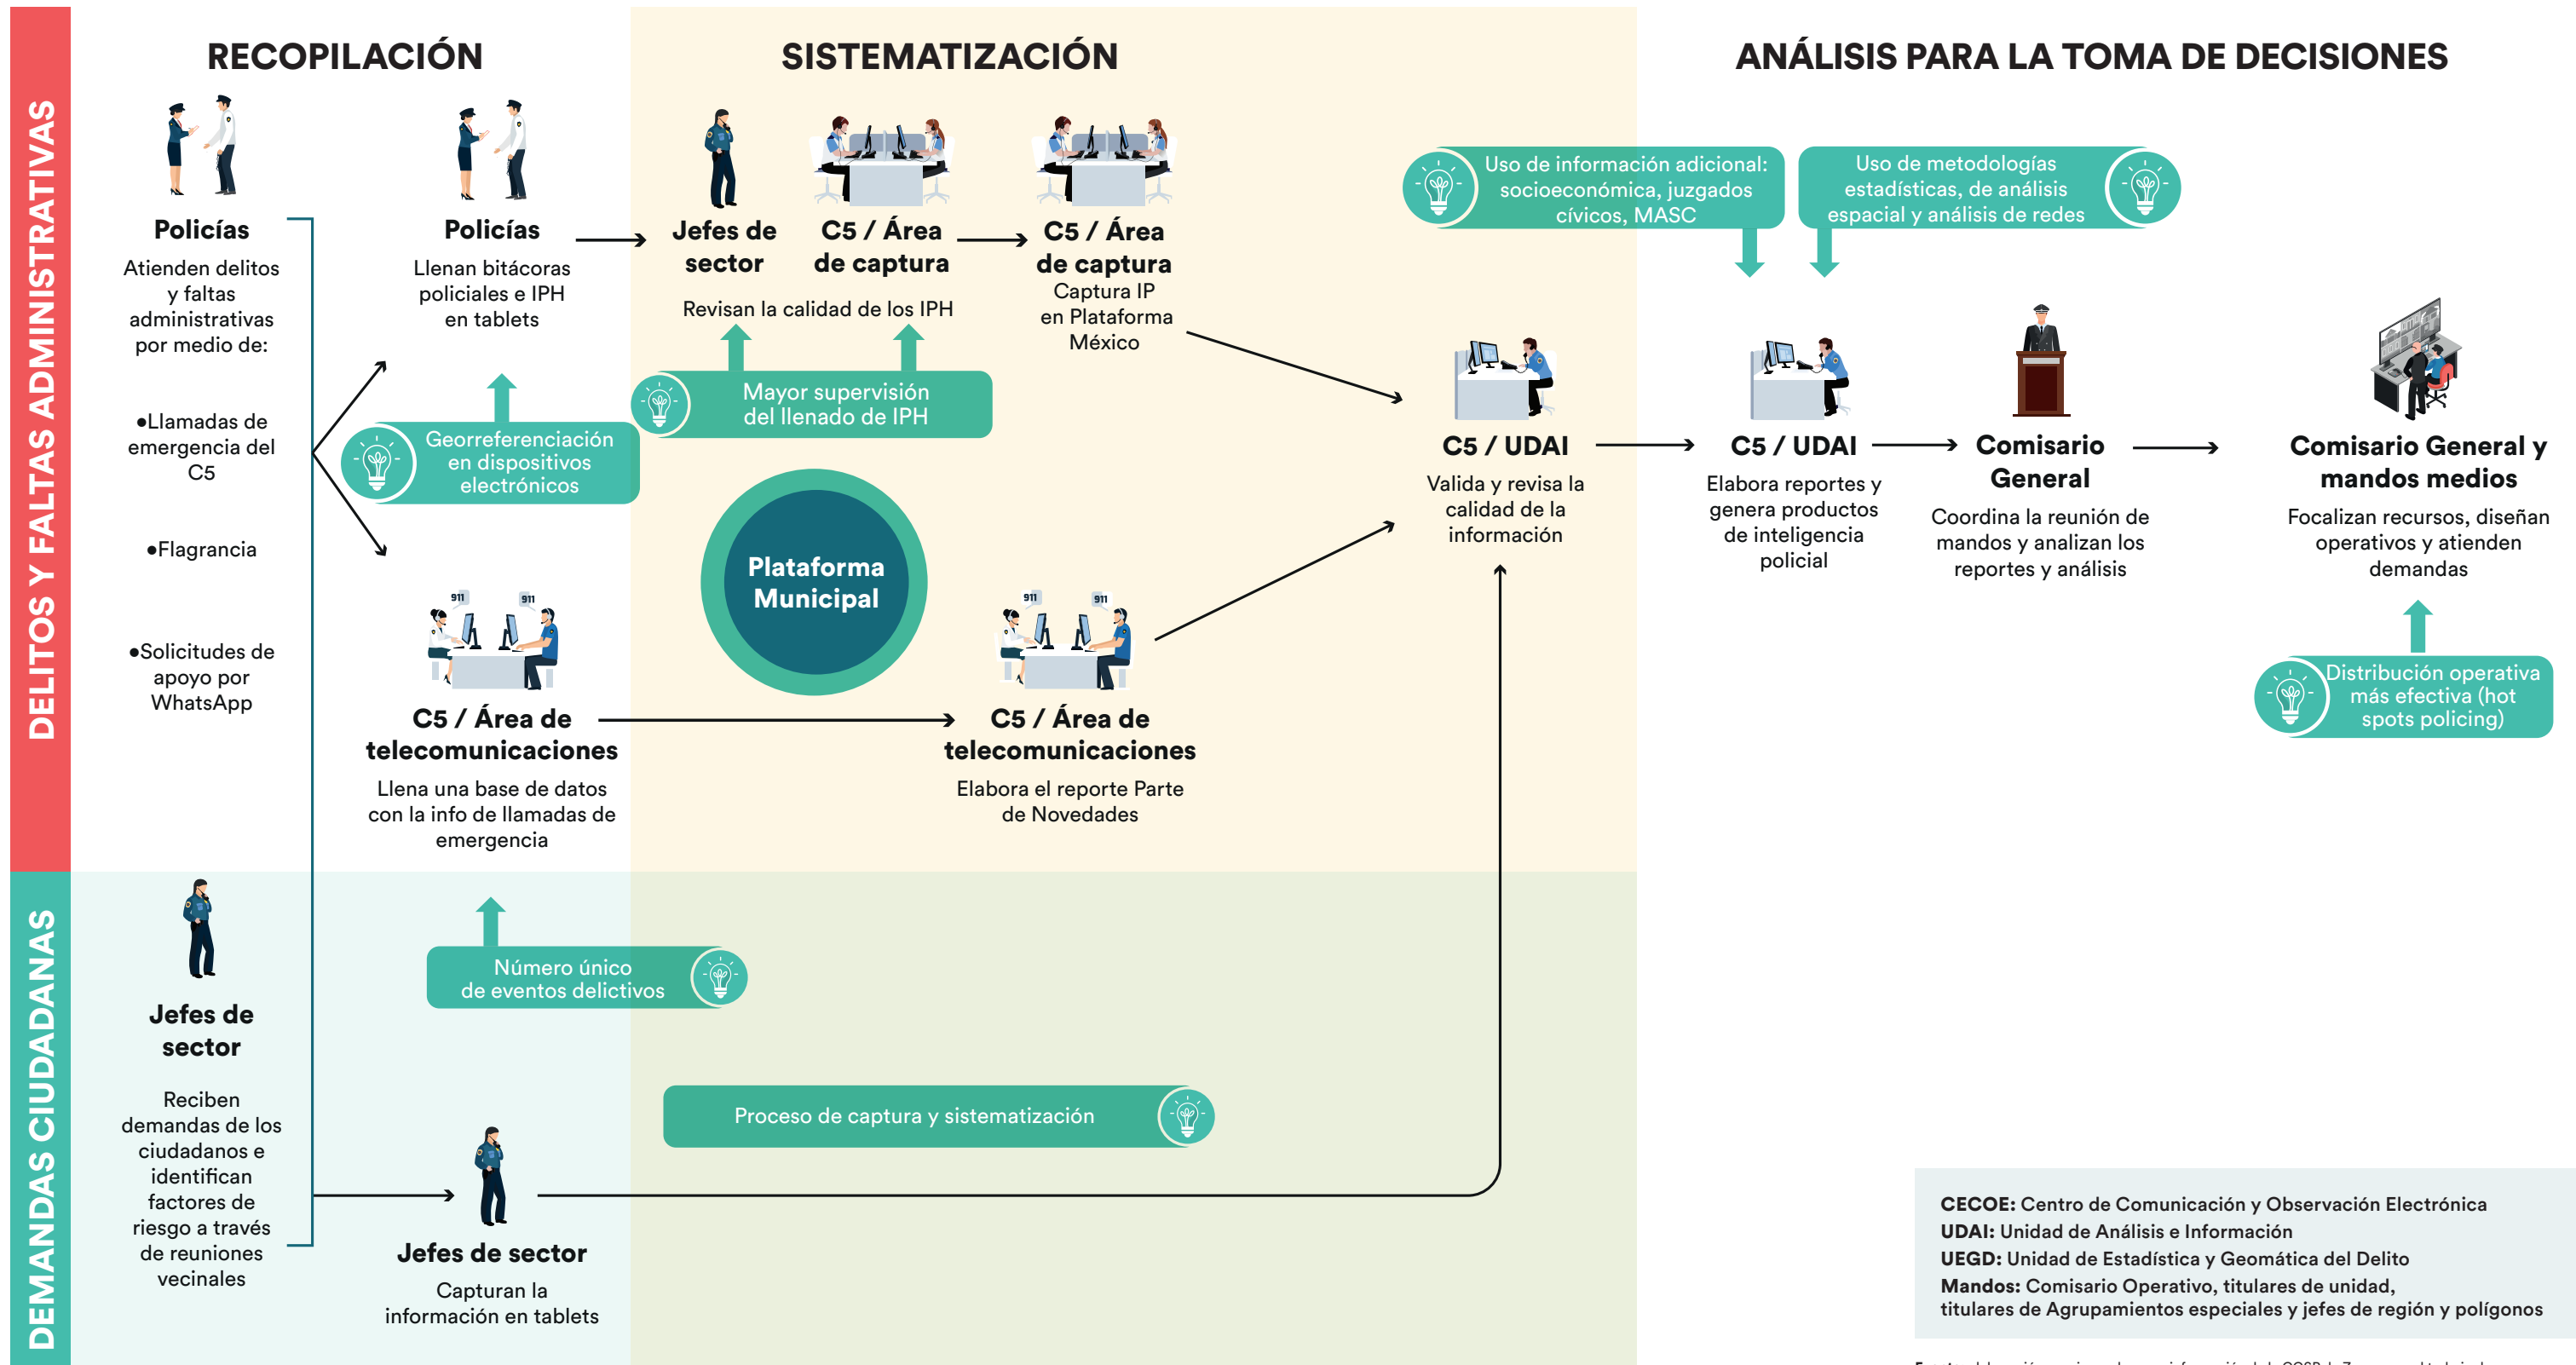 RECOPILACIÓN
SISTEMATIZACIÓN
ANÁLISIS PARA LA TOMA DE DECISIONES
DELITOS Y FALTAS ADMINISTRATIVAS
Policías
Atienden delitos
y faltas
administrativas
por medio de:
●Llamadas de
emergencia del
C5
●Flagrancia
●Solicitudes de
apoyo por
WhatsApp
Policías
Llenan bitácoras
policiales e IPH
en tablets
Georreferenciación
en dispositivos
electrónicos
911
911
C5 / Área de
telecomunicaciones
Llena una base de datos
con la info de llamadas de
emergencia
Jefes de
sector
C5 / Área
de captura
Revisan la calidad de los IPH
Mayor supervisión
del llenado de IPH
C5 / Área
de captura
Captura IP
en Plataforma
México
Plataforma
Municipal
911
911
C5 / Área de
telecomunicaciones
Elabora el reporte Parte
de Novedades
Uso de información adicional:
socioeconómica, juzgados
cívicos, MASC
Uso de metodologías
estadísticas, de análisis
espacial y análisis de redes
C5 / UDAI
Valida y revisa la
calidad de la
información
C5 / UDAI
Elabora reportes y
genera productos
de inteligencia
policial
Comisario
General
Coordina la reunión de
mandos y analizan los
reportes y análisis
Comisario General y
mandos medios
Focalizan recursos, diseñan
operativos y atienden
demandas
Distribución operativa
más efectiva (hot
spots policing)
DEMANDAS CIUDADANAS
Jefes de
sector
Reciben
demandas de los
ciudadanos e
identifican
factores de
riesgo a través
de reuniones
vecinales
Número único
de eventos delictivos
Proceso de captura y sistematización
Jefes de sector
Capturan la
información en tablets
CECOE: Centro de Comunicación y Observación Electrónica
UDAI: Unidad de Análisis e Información
UEGD: Unidad de Estadística y Geomática del Delito
Mandos: Comisario Operativo, titulares de unidad,
titulares de Agrupamientos especiales y jefes de región y polígonos